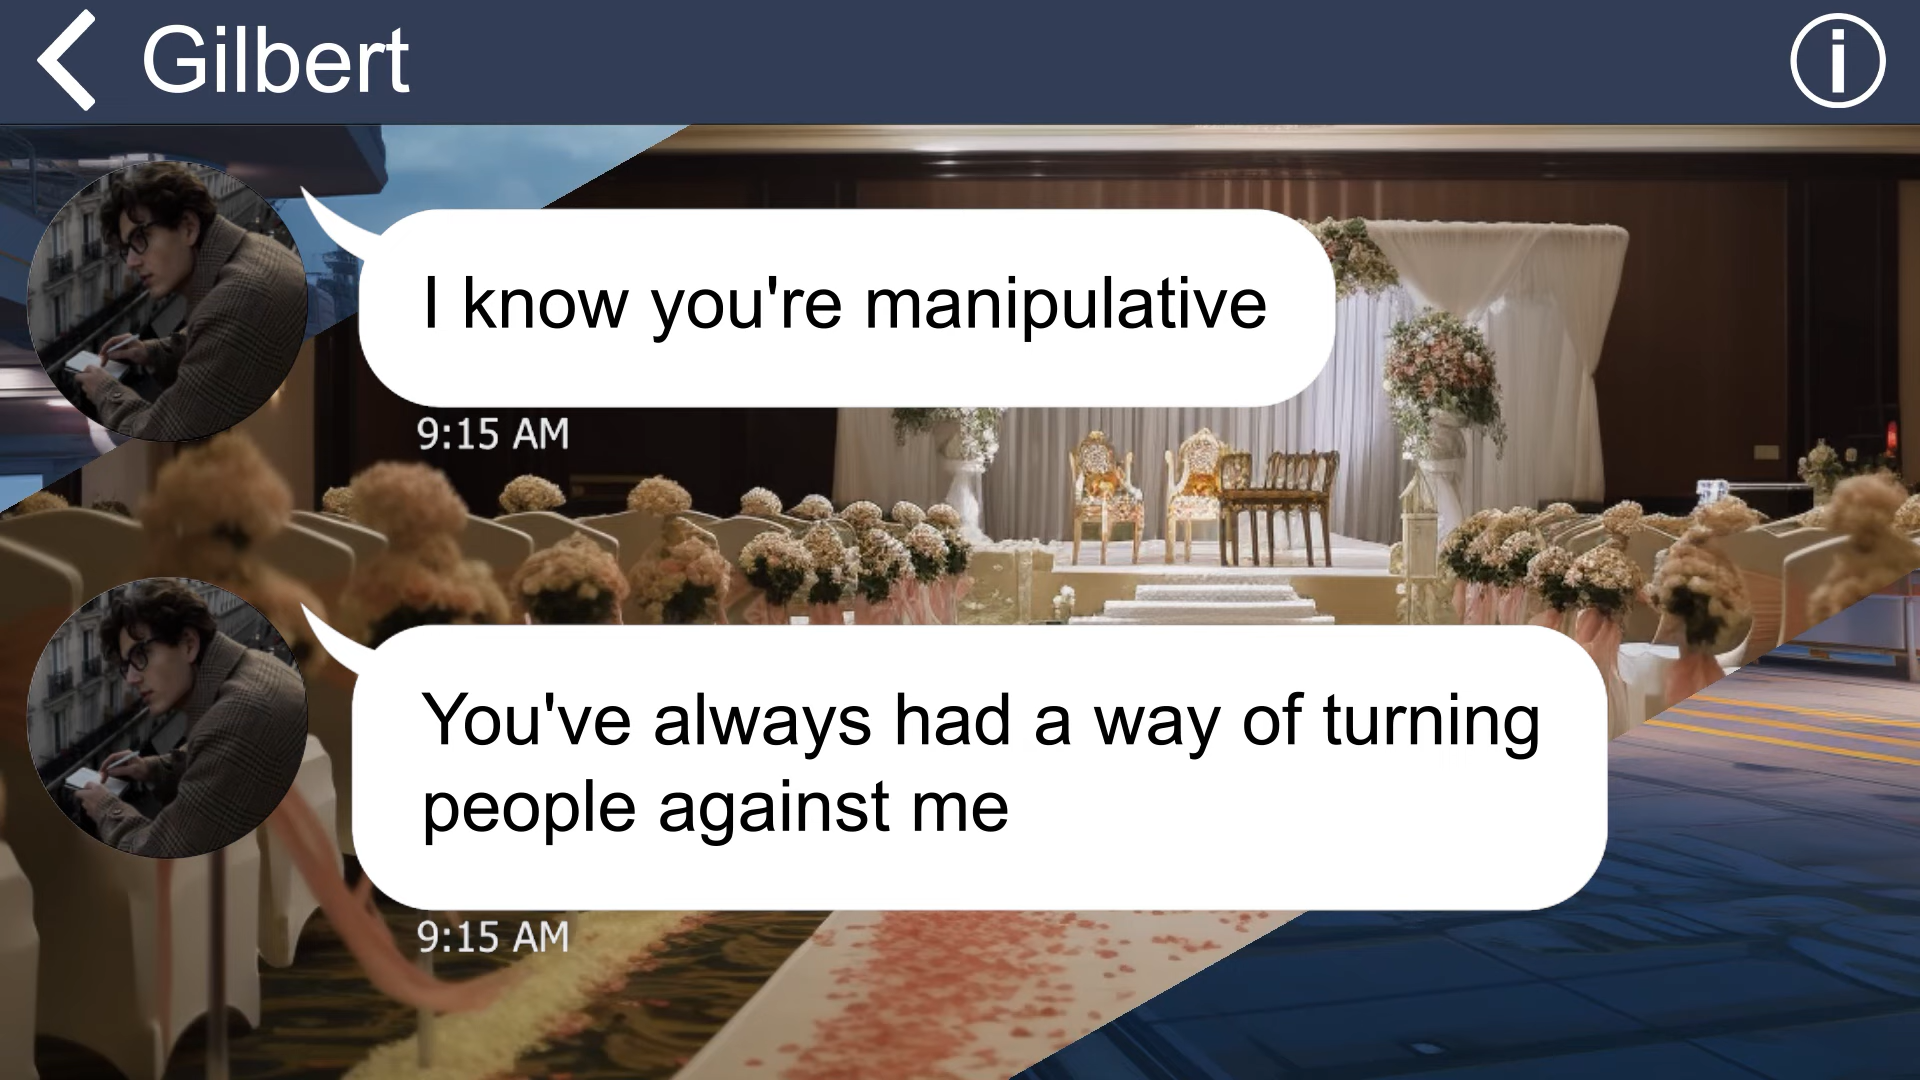 Gilbert
I know you're manipulative
9:15 AM
You've always had a way of turning
people against me
9:15 AM